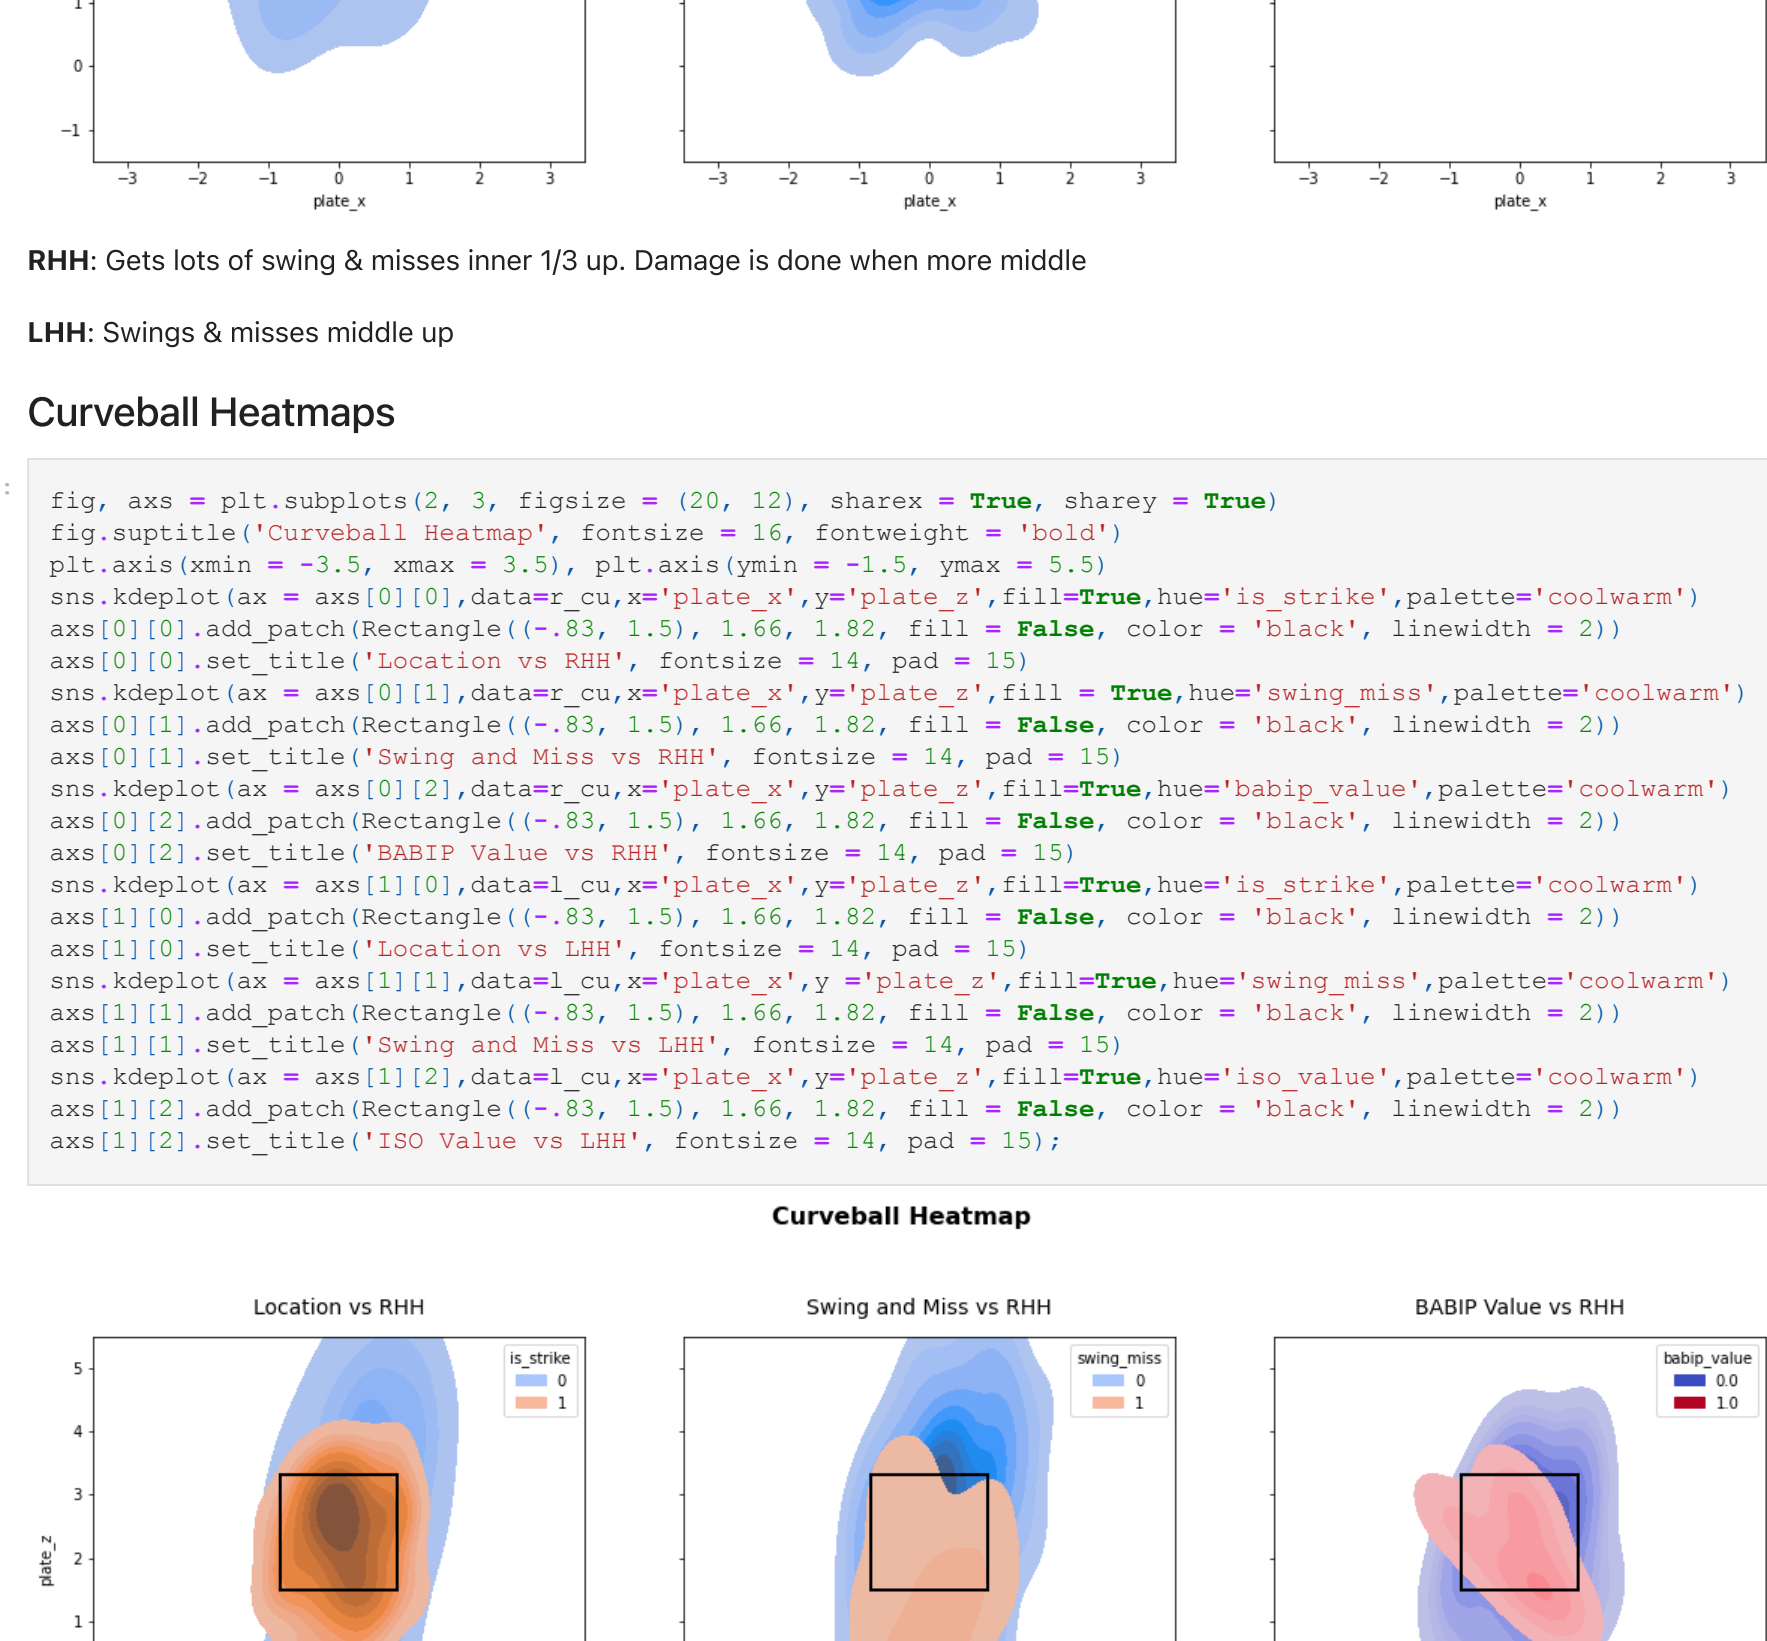 1
0
−1
−3 −2 −1 0 1 2 3
plate_x
−3 −2 −1 0 1 2 3
plate_x
−3 −2 −1 0 1 2 3
plate_x
RHH: Gets lots of swing & misses inner 1/3 up. Damage is done when more middle
LHH: Swings & misses middle up
Curveball Heatmaps
:
fig, axs = plt.subplots(2, 3, figsize = (20, 12), sharex = True, sharey = True)
fig.suptitle('Curveball Heatmap', fontsize = 16, fontweight = 'bold')
plt.axis(xmin = -3.5, xmax = 3.5), plt.axis(ymin = -1.5, ymax = 5.5)
sns.kdeplot(ax = axs[0][0],data=r_cu,x='plate_x',y='plate_z',fill=True,hue='is_strike',palette='coolwarm')
axs[0][0].add_patch(Rectangle((-.83, 1.5), 1.66, 1.82, fill = False, color = 'black', linewidth = 2))
axs[0][0].set_title('Location vs RHH', fontsize = 14, pad = 15)
sns.kdeplot(ax = axs[0][1],data=r_cu,x='plate_x',y='plate_z',fill = True,hue='swing_miss',palette='coolwarm')
axs[0][1].add_patch(Rectangle((-.83, 1.5), 1.66, 1.82, fill = False, color = 'black', linewidth = 2))
axs[0][1].set_title('Swing and Miss vs RHH', fontsize = 14, pad = 15)
sns.kdeplot(ax = axs[0][2],data=r_cu,x='plate_x',y='plate_z',fill=True,hue='babip_value',palette='coolwarm')
axs[0][2].add_patch(Rectangle((-.83, 1.5), 1.66, 1.82, fill = False, color = 'black', linewidth = 2))
axs[0][2].set_title('BABIP Value vs RHH', fontsize = 14, pad = 15)
sns.kdeplot(ax = axs[1][0],data=l_cu,x='plate_x',y='plate_z',fill=True,hue='is_strike',palette='coolwarm')
axs[1][0].add_patch(Rectangle((-.83, 1.5), 1.66, 1.82, fill = False, color = 'black', linewidth = 2))
axs[1][0].set_title('Location vs LHH', fontsize = 14, pad = 15)
sns.kdeplot(ax = axs[1][1],data=l_cu,x='plate_x',y ='plate_z',fill=True,hue='swing_miss',palette='coolwarm')
axs[1][1].add_patch(Rectangle((-.83, 1.5), 1.66, 1.82, fill = False, color = 'black', linewidth = 2))
axs[1][1].set_title('Swing and Miss vs LHH', fontsize = 14, pad = 15)
sns.kdeplot(ax = axs[1][2],data=l_cu,x='plate_x',y='plate_z',fill=True,hue='iso_value',palette='coolwarm')
axs[1][2].add_patch(Rectangle((-.83, 1.5), 1.66, 1.82, fill = False, color = 'black', linewidth = 2))
axs[1][2].set_title('ISO Value vs LHH', fontsize = 14, pad = 15);
Curveball Heatmap
Location vs RHH
is_strike
0
1
5
4
3
2
1
plate_z
Swing and Miss vs RHH
swing_miss
0
1
BABIP Value vs RHH
babip_value
0.0
1.0